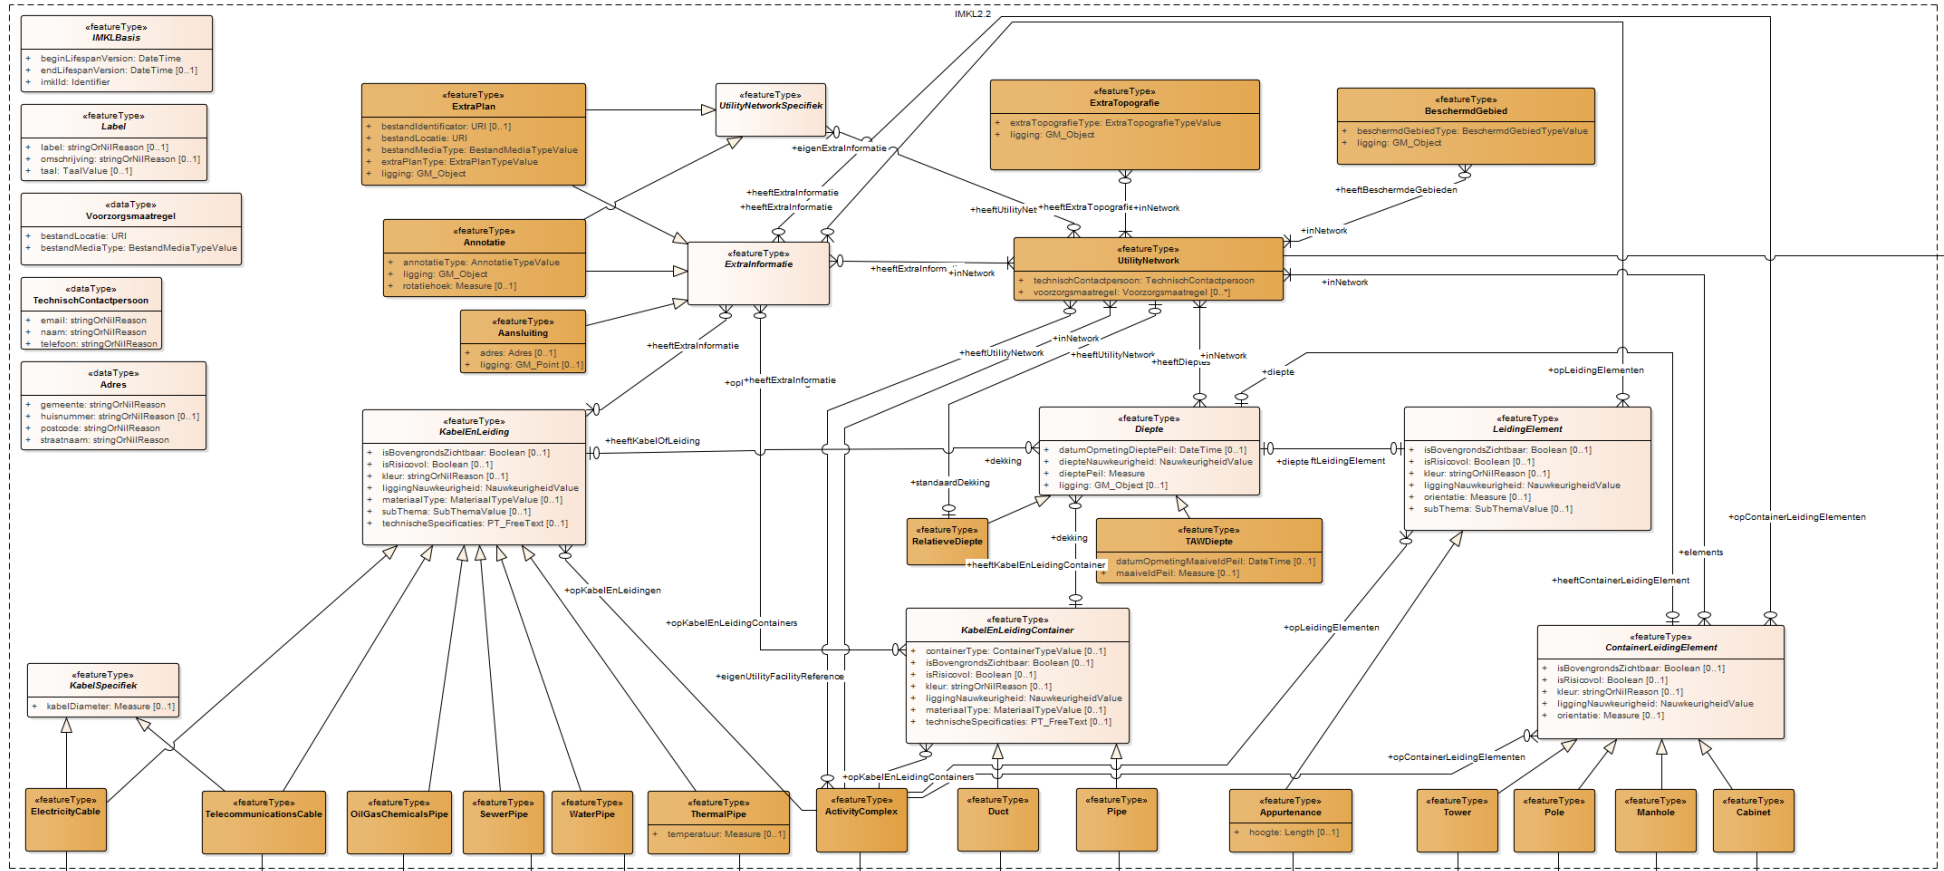 IMKL2.2
«featureType»
IMKLBasis
+ beginLifespanVersion: DateTime
+ endLifespanVersion: DateTime [0..1]
+ imklId: Identifier
«featureType»
Label
+ label: stringOrNilReason [0..1]
+ omschrijving: stringOrNilReason [0..1]
+ taal: TaalValue [0..1]
«dataType»
Voorzorgsmaatregel
+ bestandLocatie: URI
+ bestandMediaType: BestandMediaTypeValue
«dataType»
TechnischContactpersoon
+ email: stringOrNilReason
+ naam: stringOrNilReason
+ telefoon: stringOrNilReason
«dataType»
Adres
+ gemeente: stringOrNilReason
+ huisnummer: stringOrNilReason [0..1]
+ postcode: stringOrNilReason
+ straatnaam: stringOrNilReason
«featureType»
ExtraPlan
+ bestandIdentificator: URI [0..1]
+ bestandLocatie: URI
+ bestandMediaType: BestandMediaTypeValue
+ extraPlanType: ExtraPlanTypeValue
+ ligging: GM_Object
«featureType»
UtilityNetworkSpecifiek
+eigenExtraInformatie
«featureType»
ExtraTopografie
+ extraTopografieType: ExtraTopografieTypeValue
+ ligging: GM_Object
«featureType»
BeschermdGebied
+ beschermdGebiedType: BeschermdGebiedTypeValue
+ ligging: GM_Object
+heeftExtraInformatie
+heeftExtraInformatie
+heeftBeschermdeGebieden
+heeftUtilityNet
+heeftExtraTopografie
+inNetwork
+inNetwork
«featureType»
Annotatie
+ annotatieType: AnnotatieTypeValue
+ ligging: GM_Object
+ rotatiehoek: Measure [0..1]
«featureType»
ExtraInformatie
+heeftExtraInform
+inNetwork
«featureType»
UtilityNetwork
+ technischContactpersoon: TechnischContactpersoon
+ voorzorgsmaatregel: Voorzorgsmaatregel [0..*]
+inNetwork
«featureType»
Aansluiting
+ adres: Adres [0..1]
+ ligging: GM_Point [0..1]
+heeftExtraInformatie
+opl
+heeftExtraInformatie
+inNetwork
+heeftUtilityNetwork
+heeftUtilityNetwork
+heeftDieptes
+inNetwork
+diepte
+opLeidingElementen
«featureType»
KabelEnLeiding
+ isBovengrondsZichtbaar: Boolean [0..1]
+ isRisicovol: Boolean [0..1]
+ kleur: stringOrNilReason [0..1]
+ liggingNauwkeurigheid: NauwkeurigheidValue
+ materiaalType: MateriaalTypeValue [0..1]
+ subThema: SubThemaValue [0..1]
+ technischeSpecificaties: PT_FreeText [0..1]
+heeftKabelOfLeiding
+dekking
«featureType»
Diepte
+ datumOpmetingDieptePeil: DateTime [0..1]
+ diepteNauwkeurigheid: NauwkeurigheidValue
+ dieptePeil: Measure
+ ligging: GM_Object [0..1]
+diepte
ftLeidingElement
«featureType»
LeidingElement
+ isBovengrondsZichtbaar: Boolean [0..1]
+ isRisicovol: Boolean [0..1]
+ kleur: stringOrNilReason [0..1]
+ liggingNauwkeurigheid: NauwkeurigheidValue
+ orientatie: Measure [0..1]
+ subThema: SubThemaValue [0..1]
+standaardDekking
«featureType»
RelatieveDiepte
+dekking
+heeftKabelEnLeidingContainer
«featureType»
TAWDiepte
+ datumOpmetingMaaiveldPeil: DateTime [0..1]
+ maaiveldPeil: Measure [0..1]
+opContainerLeidingElementen
+elements
+heeftContainerLeidingElement
+opKabelEnLeidingen
+opKabelEnLeidingContainers
+opLeidingElementen
+eigenUtilityFacilityReference
«featureType»
KabelEnLeidingContainer
+ containerType: ContainerTypeValue [0..1]
+ isBovengrondsZichtbaar: Boolean [0..1]
+ isRisicovol: Boolean [0..1]
+ kleur: stringOrNilReason [0..1]
+ liggingNauwkeurigheid: NauwkeurigheidValue
+ materiaalType: MateriaalTypeValue [0..1]
+ technischeSpecificaties: PT_FreeText [0..1]
«featureType»
ContainerLeidingElement
+ isBovengrondsZichtbaar: Boolean [0..1]
+ isRisicovol: Boolean [0..1]
+ kleur: stringOrNilReason [0..1]
+ liggingNauwkeurigheid: NauwkeurigheidValue
+ orientatie: Measure [0..1]
«featureType»
KabelSpecifiek
+ kabelDiameter: Measure [0..1]
+opContainerLeidingElementen
+opKabelEnLeidingContainers
«featureType»
ElectricityCable
«featureType»
TelecommunicationsCable
«featureType»
OilGasChemicalsPipe
«featureType»
SewerPipe
«featureType»
WaterPipe
«featureType»
ThermalPipe
+ temperatuur: Measure [0..1]
«featureType»
ActivityComplex
«featureType»
Duct
«featureType»
Pipe
«featureType»
Appurtenance
+ hoogte: Length [0..1]
«featureType»
Tower
«featureType»
Pole
«featureType»
Manhole
«featureType»
Cabinet